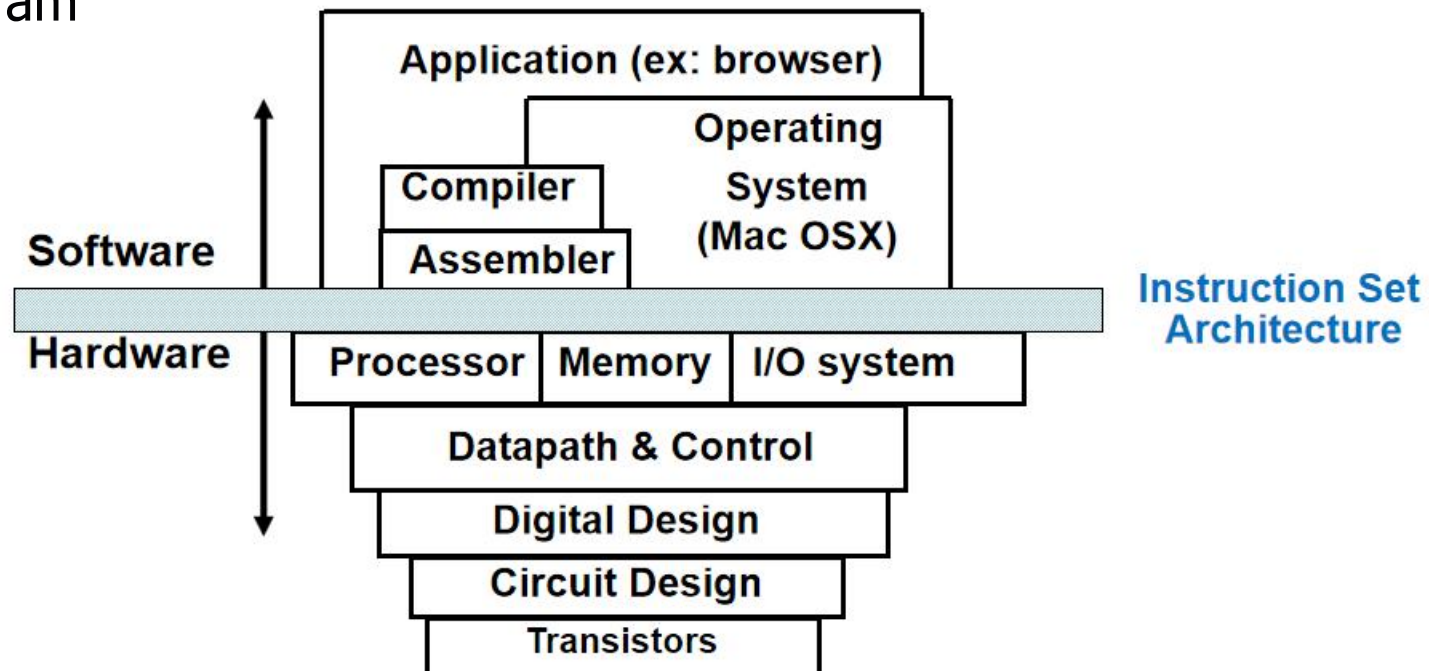 am
Application (ex: browser)
Operating
System
(Mac OSX)
Compiler
Assembler
Software
Instruction Set
Architecture
Hardware
Processor
Memory
I/O system
Datapath & Control
Digital Design
Circuit Design
Transistors